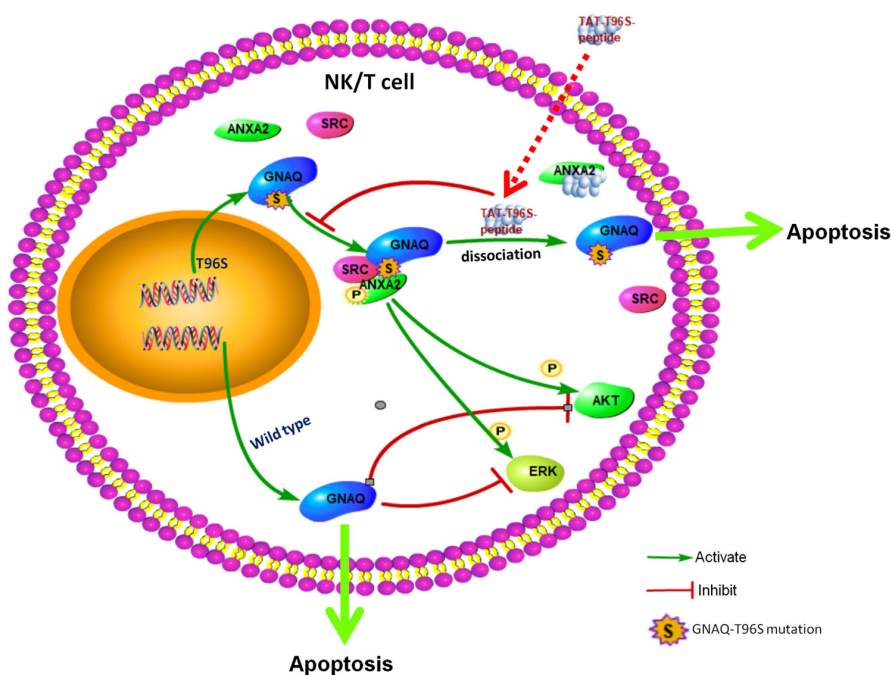 TAT-T96S-
peptide
NK/T cell
ANXA2
SRC
GNAQ
S
ANXA2
TAT-T96S-
peptide
GNAQ
S
Apoptosis
T96S
GNAQ
SRC
S
ANXA2
P
dissociation
SRC
P
AKT
Wild type
P
ERK
GNAQ
Activate
Inhibit
S
GNAQ-T96S mutation
Apoptosis